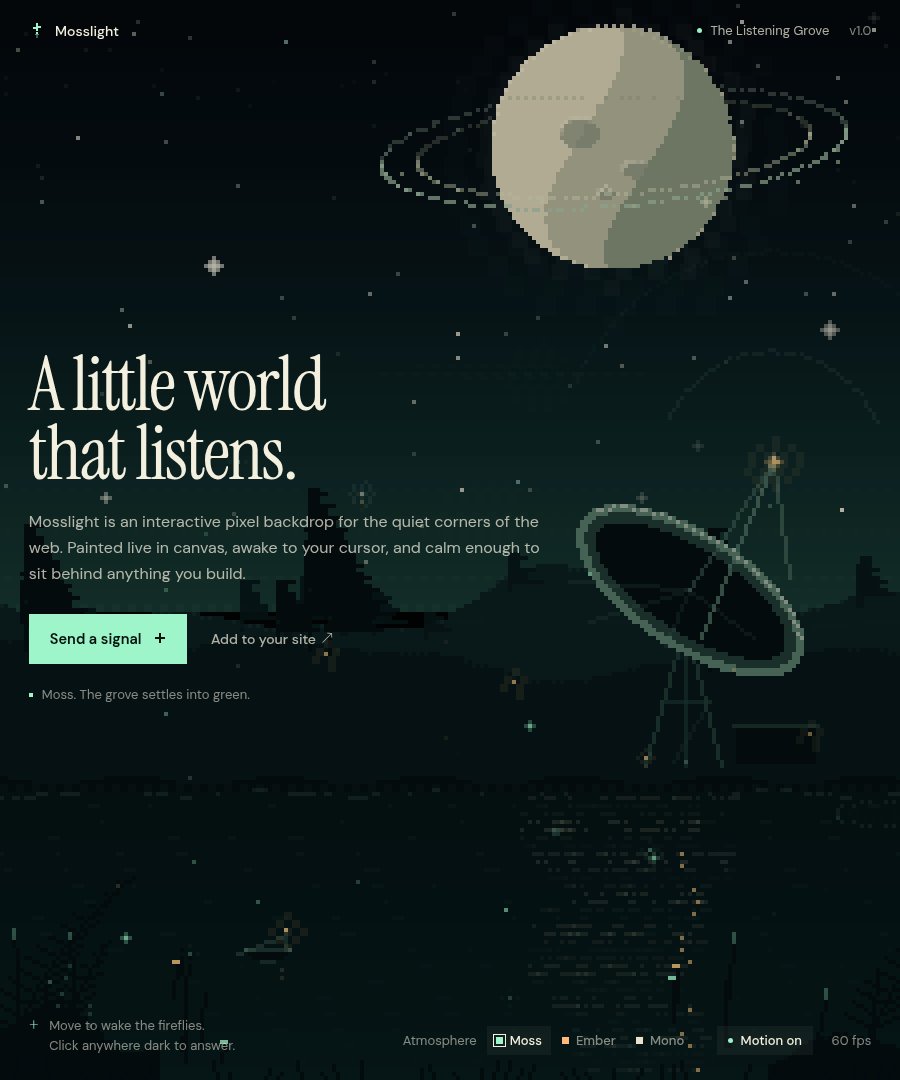 Mosslight
The Listening Grove v1.0
A little world
that listens.
Mosslight is an interactive pixel backdrop for the quiet corners of the
web. Painted live in canvas, awake to your cursor, and calm enough to
sit behind anything you build.
Send a signal +
Add to your site ↗
Moss. The grove settles into green.
Move to wake the fireflies.
Click anywhere dark to answer.
Atmosphere Moss Ember Mono Motion on 60 fps